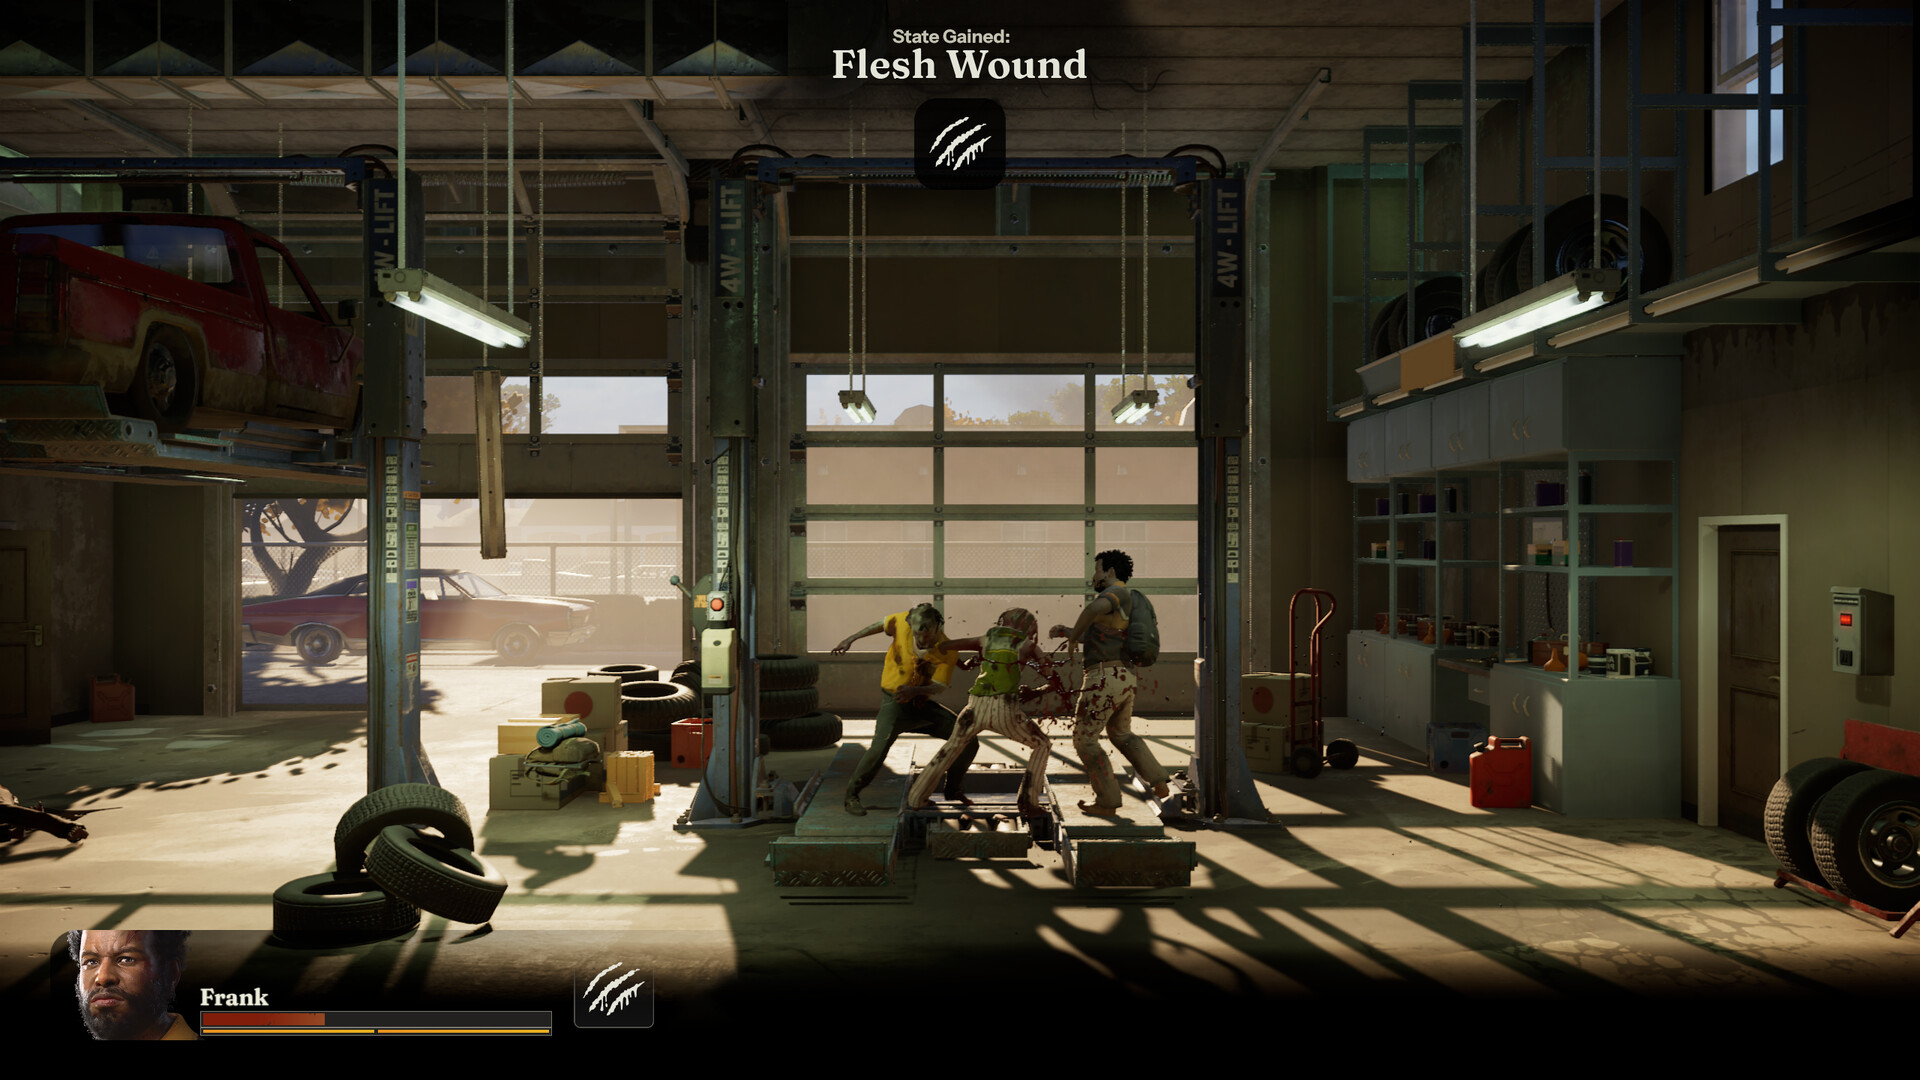 State Gained:
Flesh Wound
4W - LIFT
4W - LIFT
4W - LIFT
Frank